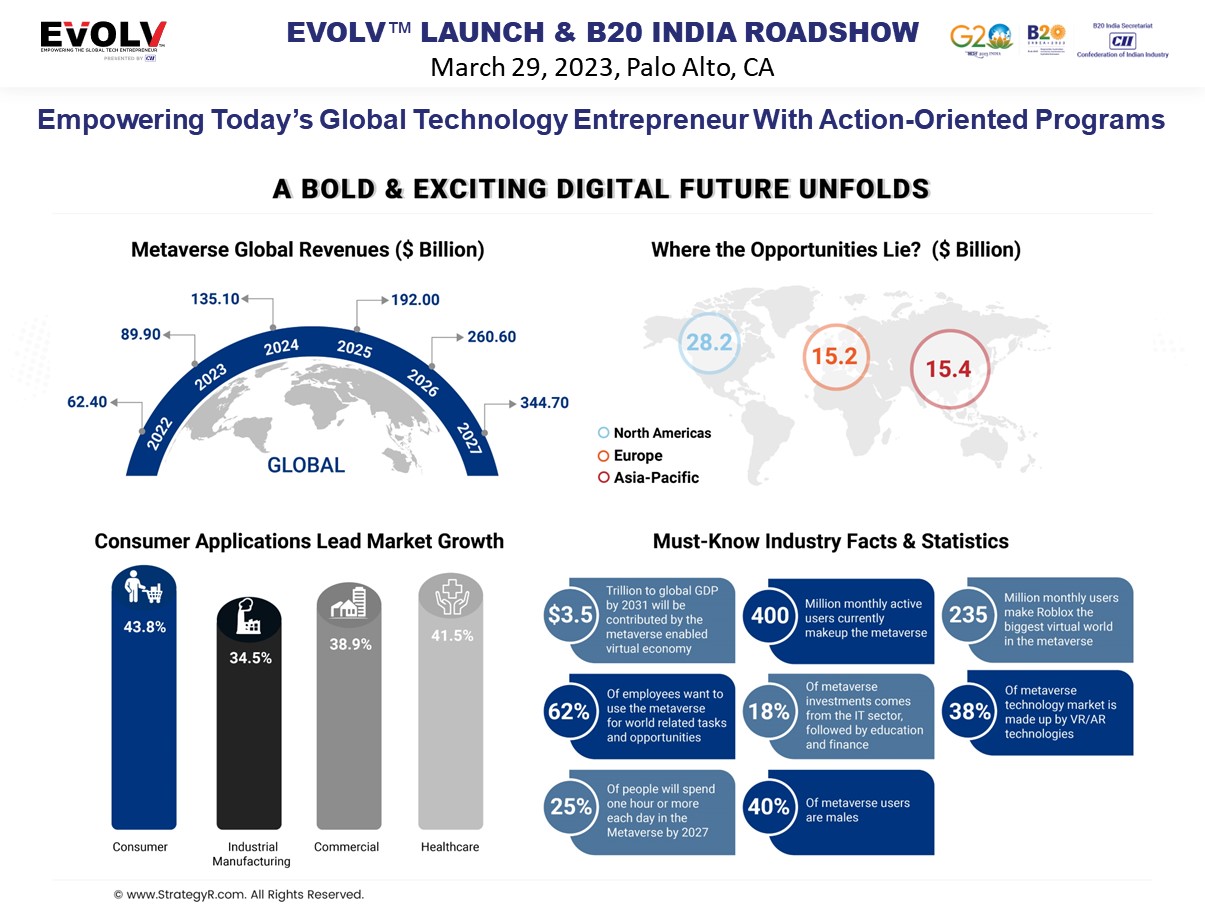 EVOLV™
EMPOWERING THE GLOBAL TECH ENTREPRENEUR
PRESENTED BY CII
EVOLV™ LAUNCH & B20 INDIA ROADSHOW
March 29, 2023, Palo Alto, CA
G20
B20
B20 India Secretariat
CII
Confederation of Indian Industry
Empowering Today's Global Technology Entrepreneur With Action-Oriented Programs
A BOLD & EXCITING DIGITAL FUTURE UNFOLDS
Metaverse Global Revenues ($ Billion)
62.40
89.90
135.10
192.00
260.60
344.70
2022
2023
2024
2025
2026
2027
GLOBAL
Where the Opportunities Lie? ($ Billion)
28.2
15.2
15.4
North Americas
Europe
Asia-Pacific
Consumer Applications Lead Market Growth
43.8%
34.5%
38.9%
41.5%
Consumer
Industrial
Manufacturing
Commercial
Healthcare
Must-Know Industry Facts & Statistics
$3.5
Trillion to global GDP
by 2031 will be
contributed by the
metaverse enabled
virtual economy
400
Million monthly active
users currently
makeup the metaverse
235
Million monthly users
make Roblox the
biggest virtual world
in the metaverse
62%
Of employees want to
use the metaverse
for world related tasks
and opportunities
18%
Of metaverse
investments comes
from the IT sector,
followed by education
and finance
38%
Of metaverse
technology market is
made up by VR/AR
technologies
25%
Of people will spend
one hour or more
each day in the
Metaverse by 2027
40%
Of metaverse users
are males
© www.StrategyR.com. All Rights Reserved.